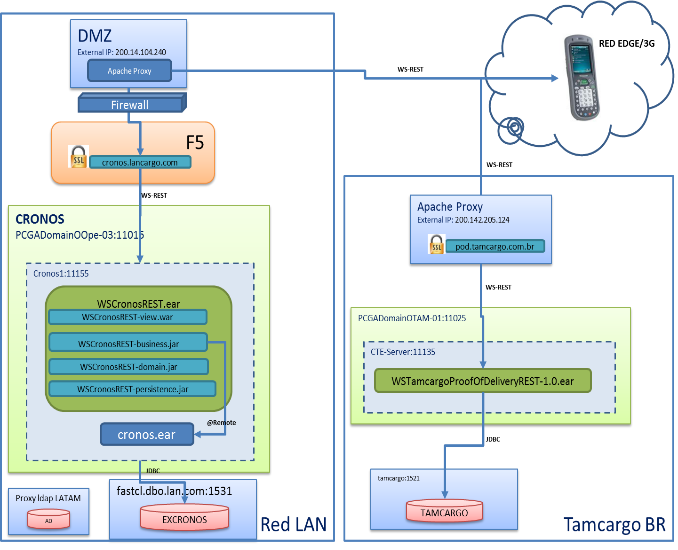 DMZ
External IP: 200.14.104.240
Apache Proxy
Firewall
F5
SSL
cronos.lancargo.com
WS-REST
CRONOS
PCGADomainOOpe-03:11015
Cronos1:11155
WSCronosREST.ear
WSCronosREST-view.war
WSCronosREST-business.jar
WSCronosREST-domain.jar
WSCronosREST-persistence.jar
@Remote
cronos.ear
JDBC
Proxy ldap LATAM
AD
fastcl.dbo.lan.com:1531
EXCRONOS
Red LAN
WS-REST
RED EDGE/3G
WS-REST
Apache Proxy
External IP: 200.142.205.124
SSL
pod.tamcargo.com.br
WS-REST
PCGADomainOTAM-01:11025
CTE-Server:11135
WSTamcargoProofOfDeliveryREST-1.0.ear
JDBC
tamcargo:1521
TAMCARGO
Tamcargo BR